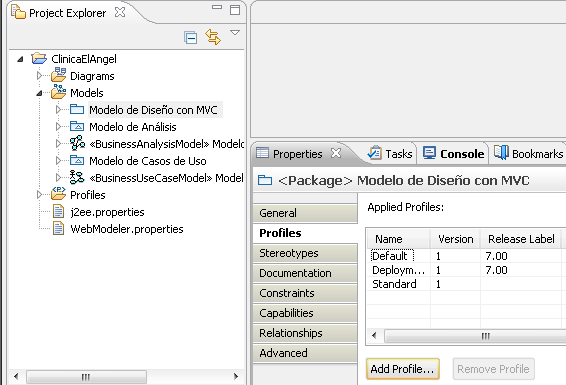 Project Explorer
ClinicaElAngel
Diagrams
Models
Modelo de Diseño con MVC
Modelo de Análisis
«BusinessAnalysisModel» Modelo
Modelo de Casos de Uso
«BusinessUseCaseModel» Model
Profiles
j2ee.properties
WebModeler.properties
Properties
Tasks
Console
Bookmarks
<Package> Modelo de Diseño con MVC
General
Profiles
Stereotypes
Documentation
Constraints
Capabilities
Relationships
Advanced
Applied Profiles:
Name Version Release Label
Default 1 7.00
Deploym... 1 7.00
Standard 1
Add Profile... Remove Profile